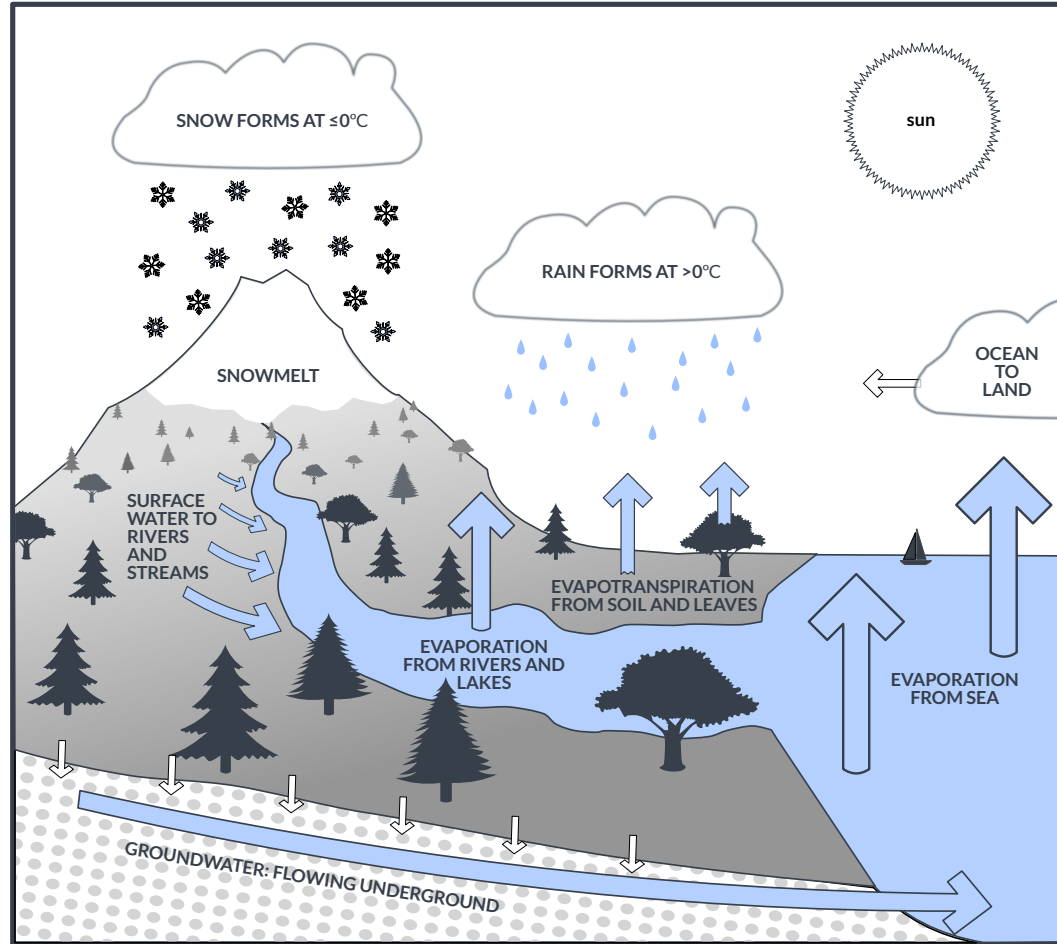 SNOW FORMS AT ≤0°C
sun
RAIN FORMS AT >0°C
OCEAN
TO
LAND
SNOWMELT
SURFACE
WATER TO
RIVERS
AND
STREAMS
EVAPOTRANSPIRATION
FROM SOIL AND LEAVES
EVAPORATION
FROM RIVERS AND
LAKES
EVAPORATION
FROM SEA
GROUNDWATER: FLOWING UNDERGROUND